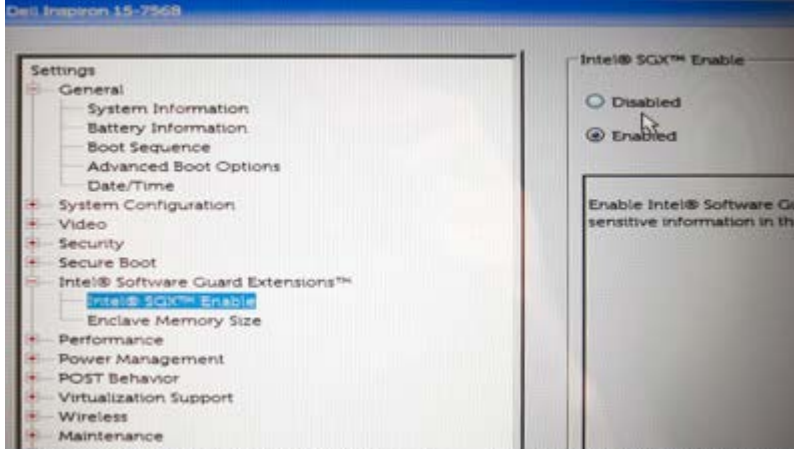 Dell Inspiron 15-7568
Settings
General
System Information
Battery Information
Boot Sequence
Advanced Boot Options
Date/Time
System Configuration
Video
Security
Secure Boot
Intel® Software Guard Extensions™
Intel® SGX™ Enable
Enclave Memory Size
Performance
Power Management
POST Behavior
Virtualization Support
Wireless
Maintenance
Intel® SGX™ Enable
Disabled
Enabled
Enable Intel® Software
sensitive information in